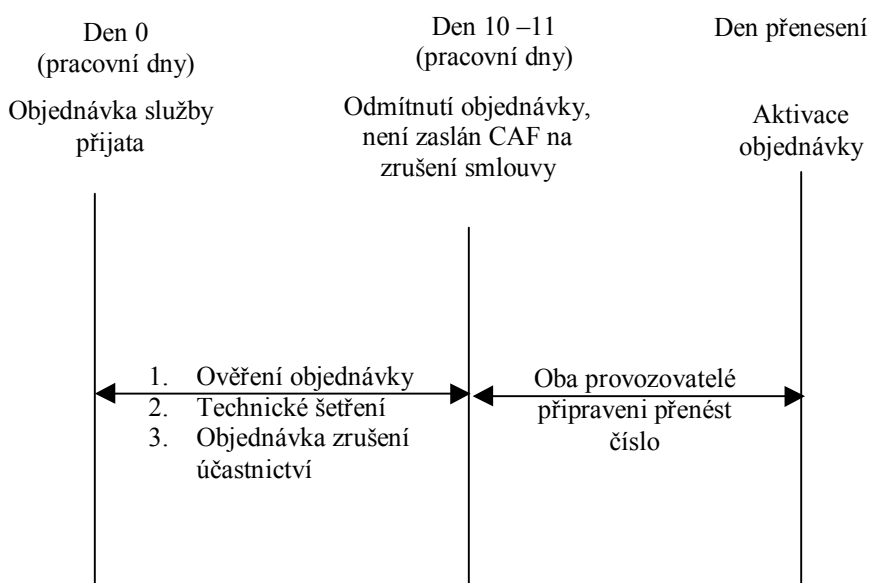 Den 0
(pracovní dny)
Objednávka služby
přijata
Den 10 –11
(pracovní dny)
Odmítnutí objednávky,
není zaslán CAF na
zrušení smlouvy
Den přenesení
Aktivace
objednávky
1. Ověření objednávky
2. Technické šetření
3. Objednávka zrušení
účastnictví
Oba provozovatelé
připraveni přenést
číslo